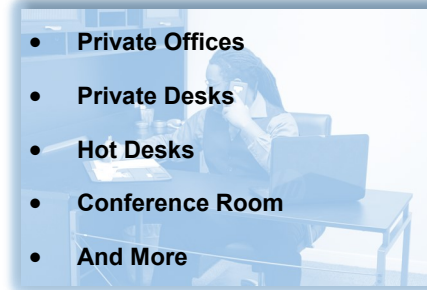 • Private Offices
• Private Desks
• Hot Desks
• Conference Room
• And More